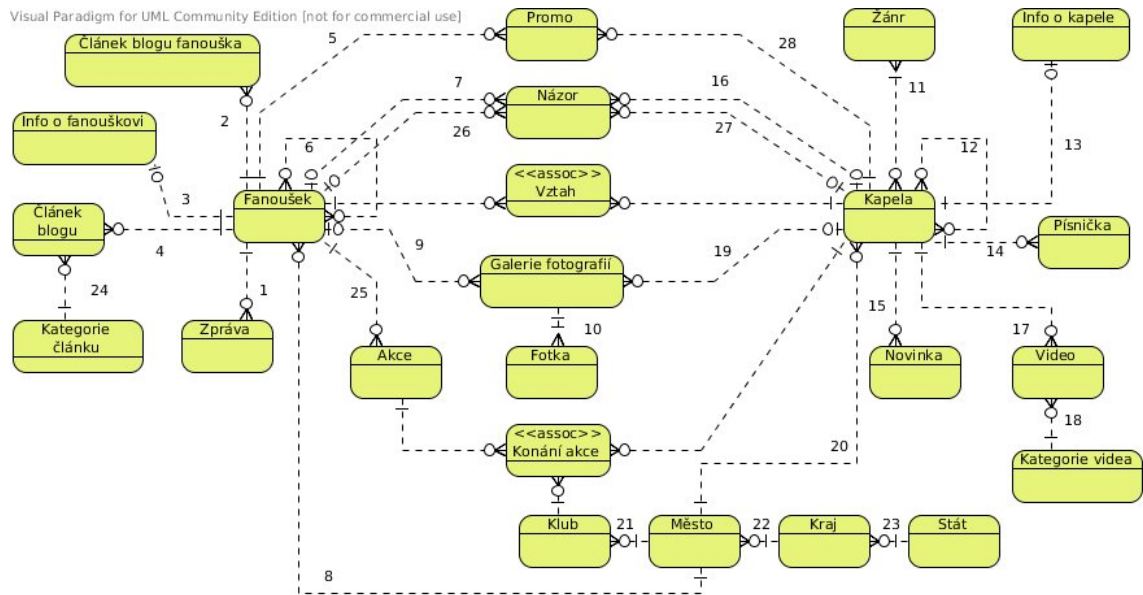 Visual Paradigm for UML Community Edition [not for commercial use]
Promo
Žánr
Info o kapele
Článek blogu fanouška
5
28
11
7
Názor
16
2
26
27
Info o fanouškovi
6
12
13
<<assoc>>
Vztah
3
Fanoušek
Kapela
Článek
blogu
Písnička
4
9
19
14
Galerie fotografií
24
1
25
10
15
17
Kategorie
článku
Zpráva
Akce
Fotka
Novinka
Video
18
<<assoc>>
Konání akce
20
Kategorie videa
Klub
21
Město
22
Kraj
23
Stát
8